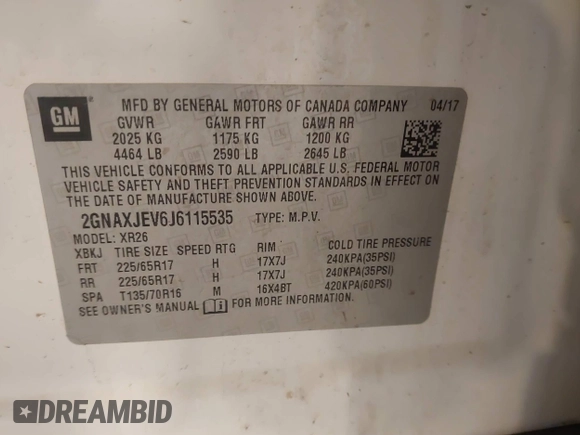 GM
MFD BY GENERAL MOTORS OF CANADA COMPANY 04/17
GVWR GAWR FRT GAWR RR
2025 KG 1175 KG 1200 KG
4464 LB 2590 LB 2645 LB
THIS VEHICLE CONFORMS TO ALL APPLICABLE U.S. FEDERAL MOTOR
VEHICLE SAFETY AND THEFT PREVENTION STANDARDS IN EFFECT ON
THE DATE OF MANUFACTURE SHOWN ABOVE.
2GNAXJEV6J6115535 TYPE: M.P.V.
MODEL: XR26
XBKJ TIRE SIZE SPEED RTG RIM COLD TIRE PRESSURE
FRT 225/65R17 H 17X7J 240KPA(35PSI)
RR 225/65R17 H 17X7J 240KPA(35PSI)
SPA T135/70R16 M 16X4BT 420KPA(60PSI)
SEE OWNER'S MANUAL FOR MORE INFORMATION.
DREAMBID